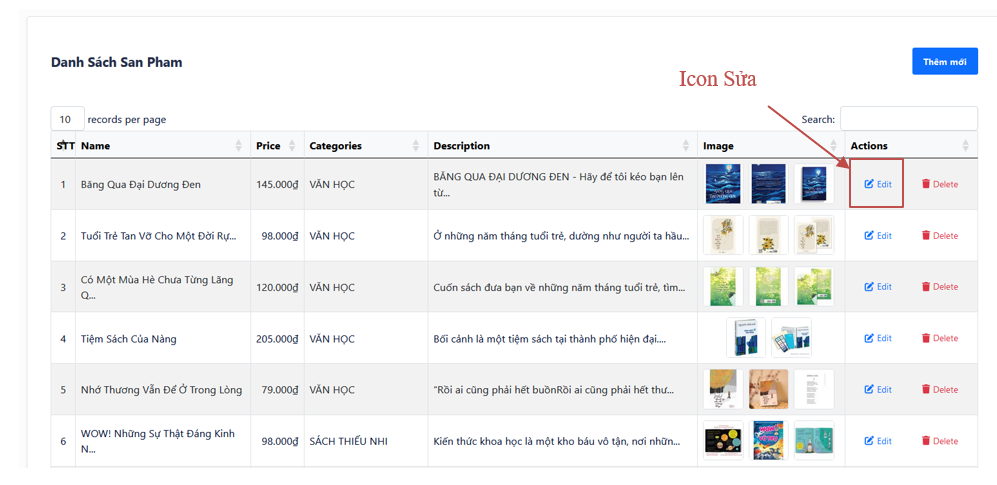 Danh Sách San Pham
Thêm mới
Icon Sửa
10 records per page
Search:
STT Name Price Categories Description Image Actions
1 Băng Qua Đại Dương Đen 145.000₫ VĂN HỌC BĂNG QUA ĐẠI DƯƠNG ĐEN - Hãy để tôi kéo bạn lên
từ... Edit Delete
2 Tuổi Trẻ Tan Vỡ Cho Một Đời Rự... 98.000₫ VĂN HỌC Ở những năm tháng tuổi trẻ, dường như người ta hầu... Edit Delete
3 Có Một Mùa Hè Chưa Từng Lãng
Q... 120.000₫ VĂN HỌC Cuốn sách đưa bạn về những năm tháng tuổi trẻ, tìm... Edit Delete
4 Tiệm Sách Của Nàng 205.000₫ VĂN HỌC Bối cảnh là một tiệm sách tại thành phố hiện đại.... Edit Delete
5 Nhớ Thương Vẫn Để Ở Trong Lòng 79.000₫ VĂN HỌC “Rồi ai cũng phải hết buồnRồi ai cũng phải hết thư... Edit Delete
6 WOW! Những Sự Thật Đáng Kinh
N... 98.000₫ SÁCH THIẾU NHI Kiến thức khoa học là một kho báu vô tận, nơi nhữn... Edit Delete